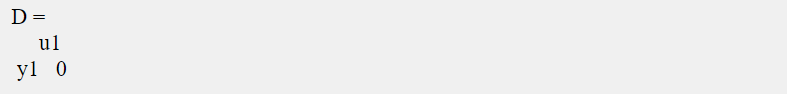 D =
u1
y1 0